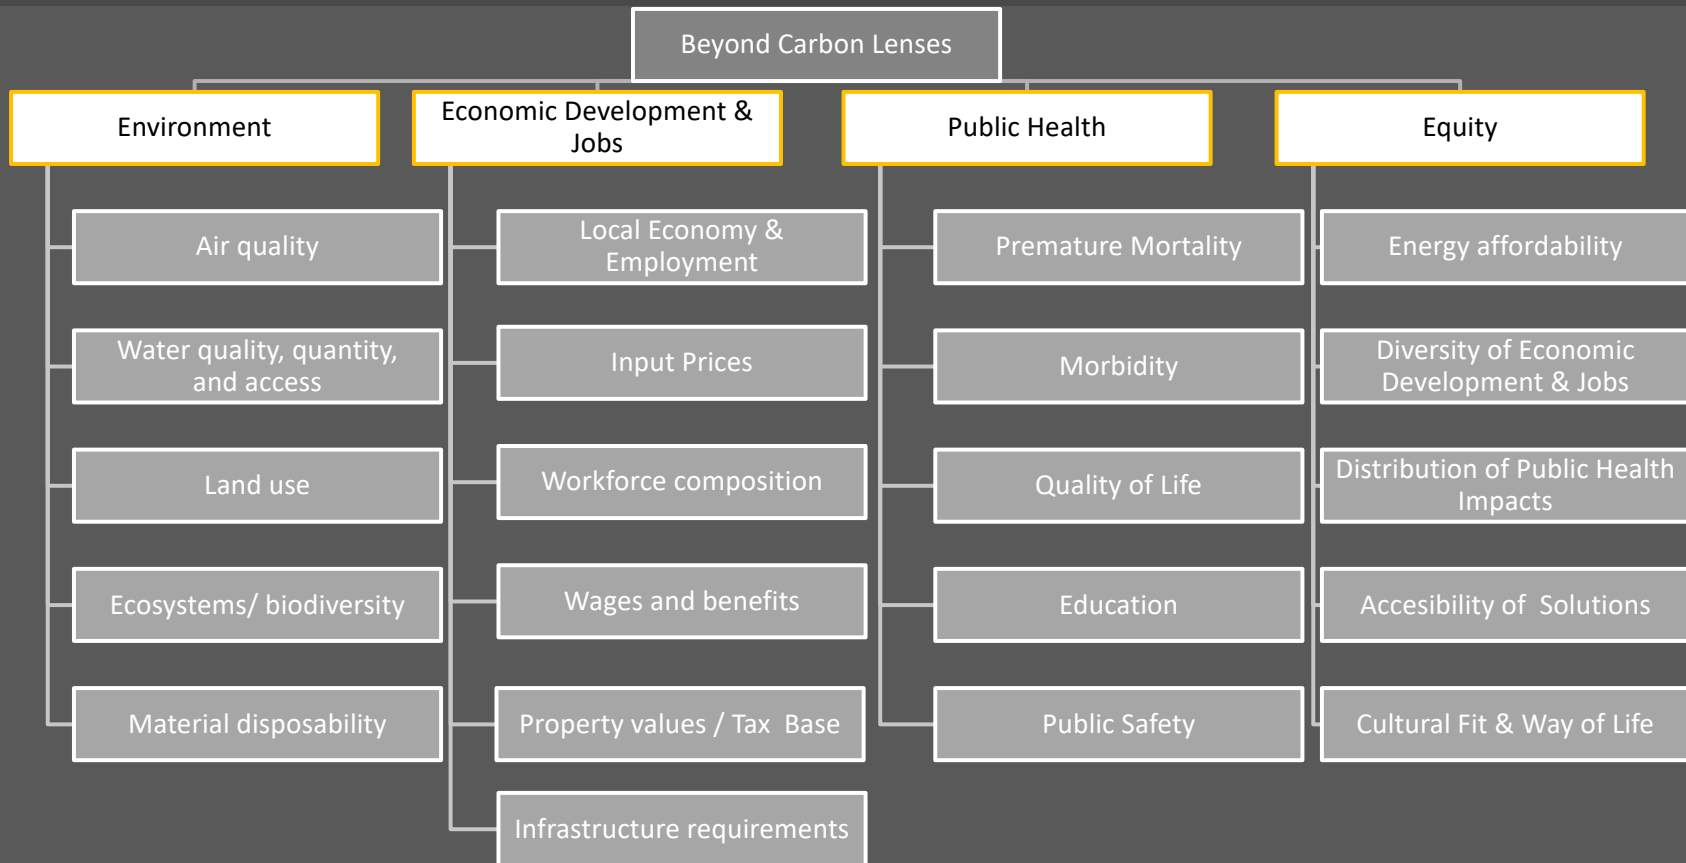 Beyond Carbon Lenses
Environment
Air quality
Water quality, quantity,
and access
Land use
Ecosystems/ biodiversity
Material disposability
Economic Development &
Jobs
Local Economy &
Employment
Input Prices
Workforce composition
Wages and benefits
Property values / Tax  Base
Infrastructure requirements
Public Health
Premature Mortality
Morbidity
Quality of Life
Education
Public Safety
Equity
Energy affordability
Diversity of Economic
Development & Jobs
Distribution of Public Health
Impacts
Accesibility of  Solutions
Cultural Fit & Way of Life